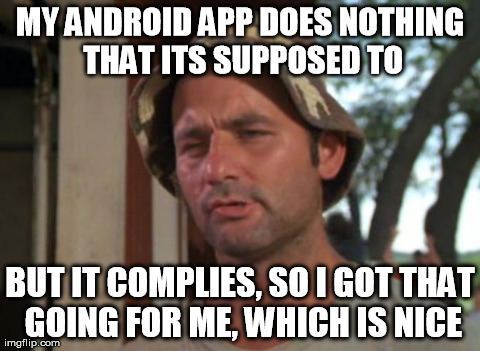 MY ANDROID APP DOES NOTHING
THAT ITS SUPPOSED TO
BUT IT COMPLIES, SO I GOT THAT
GOING FOR ME, WHICH IS NICE
imgflip.com